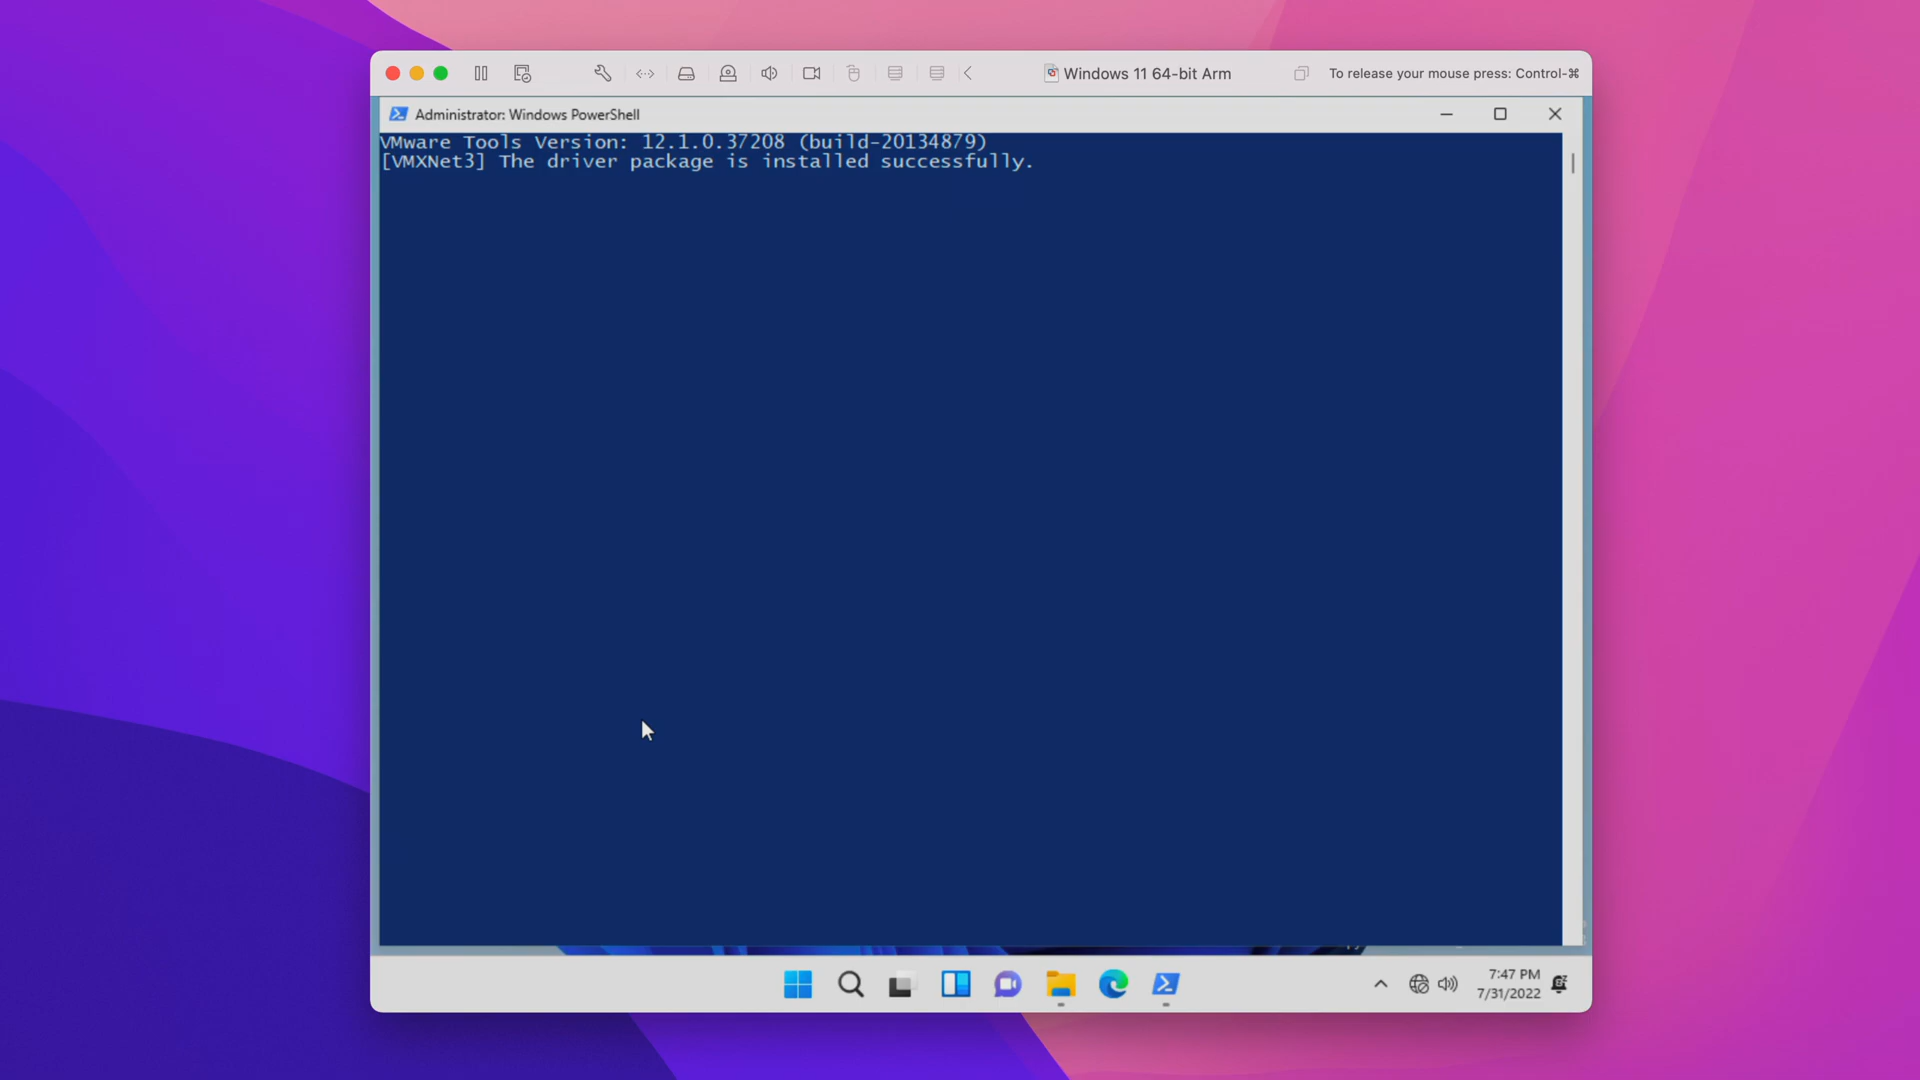 Windows 11 64-bit Arm
To release your mouse press: Control-⌘
Administrator: Windows PowerShell
VMware Tools Version: 12.1.0.37208 (build-20134879)
[VMXNet3] The driver package is installed successfully.
7:47 PM
7/31/2022